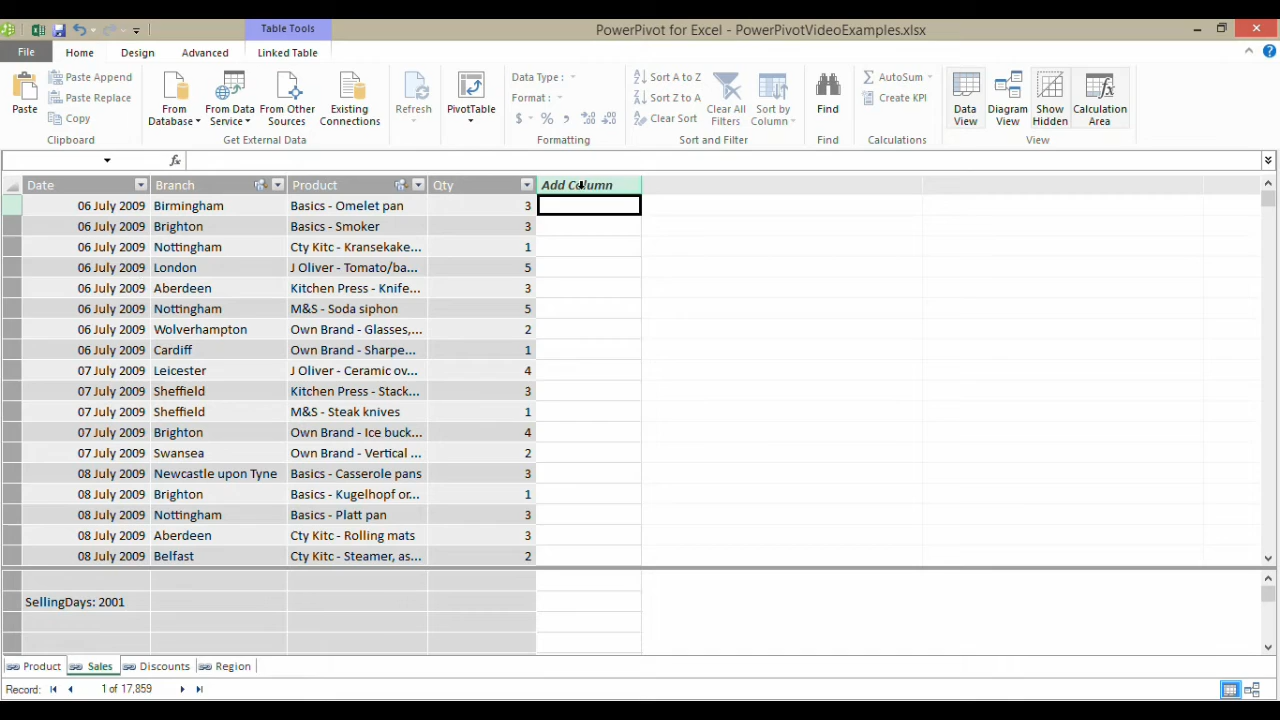 Table Tools
PowerPivot for Excel - PowerPivotVideoExamples.xlsx
File
Home
Design
Advanced
Linked Table
Paste
Paste Append
Paste Replace
Copy
Clipboard
From Database
From Data Service
From Other Sources
Existing Connections
Get External Data
Refresh
PivotTable
Data Type :
Format :
$ % ,
Formatting
Sort A to Z
Sort Z to A
Clear Sort
Clear All Filters
Sort by Column
Sort and Filter
Find
Find
AutoSum
Create KPI
Calculations
Data View
Diagram View
Show Hidden
Calculation Area
View
fx
Date Branch Product Qty Add Column
06 July 2009 Birmingham Basics - Omelet pan 3
06 July 2009 Brighton Basics - Smoker 3
06 July 2009 Nottingham Cty Kitc - Kransekake... 1
06 July 2009 London J Oliver - Tomato/ba... 5
06 July 2009 Aberdeen Kitchen Press - Knife... 3
06 July 2009 Nottingham M&S - Soda siphon 5
06 July 2009 Wolverhampton Own Brand - Glasses,... 2
06 July 2009 Cardiff Own Brand - Sharpe... 1
07 July 2009 Leicester J Oliver - Ceramic ov... 4
07 July 2009 Sheffield Kitchen Press - Stack... 3
07 July 2009 Sheffield M&S - Steak knives 1
07 July 2009 Brighton Own Brand - Ice buck... 4
07 July 2009 Swansea Own Brand - Vertical ... 2
08 July 2009 Newcastle upon Tyne Basics - Casserole pans 3
08 July 2009 Brighton Basics - Kugelhopf or... 1
08 July 2009 Nottingham Basics - Platt pan 3
08 July 2009 Aberdeen Cty Kitc - Rolling mats 3
08 July 2009 Belfast Cty Kitc - Steamer, as... 2
SellingDays: 2001
Product Sales Discounts Region
Record: 1 of 17,859